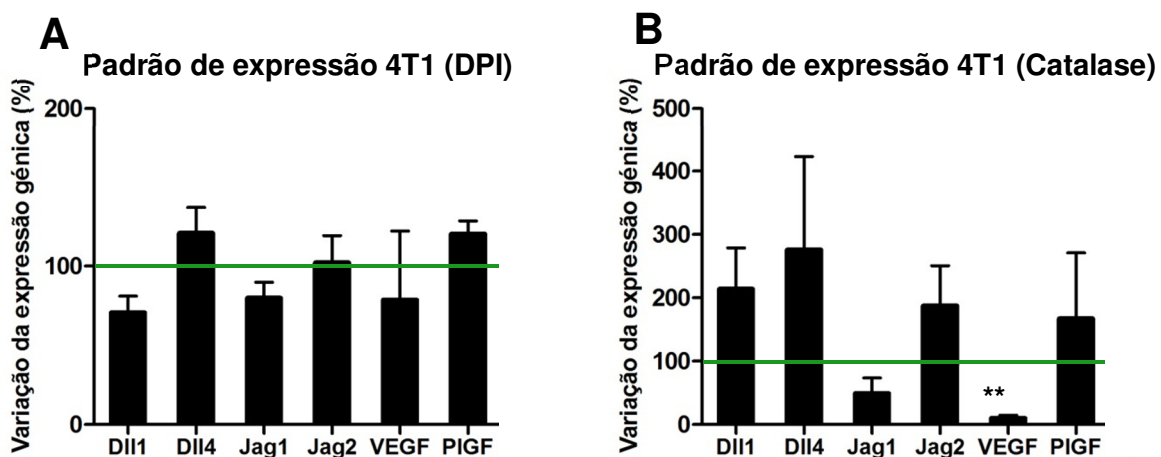 A
Padrão de expressão 4T1 (DPI)
Variação da expressão génica (%)
200
100
0
Dll1 Dll4 Jag1 Jag2 VEGF PlGF
B
Padrão de expressão 4T1 (Catalase)
Variação da expressão génica (%)
500
400
300
200
100
0
**
Dll1 Dll4 Jag1 Jag2 VEGF PlGF